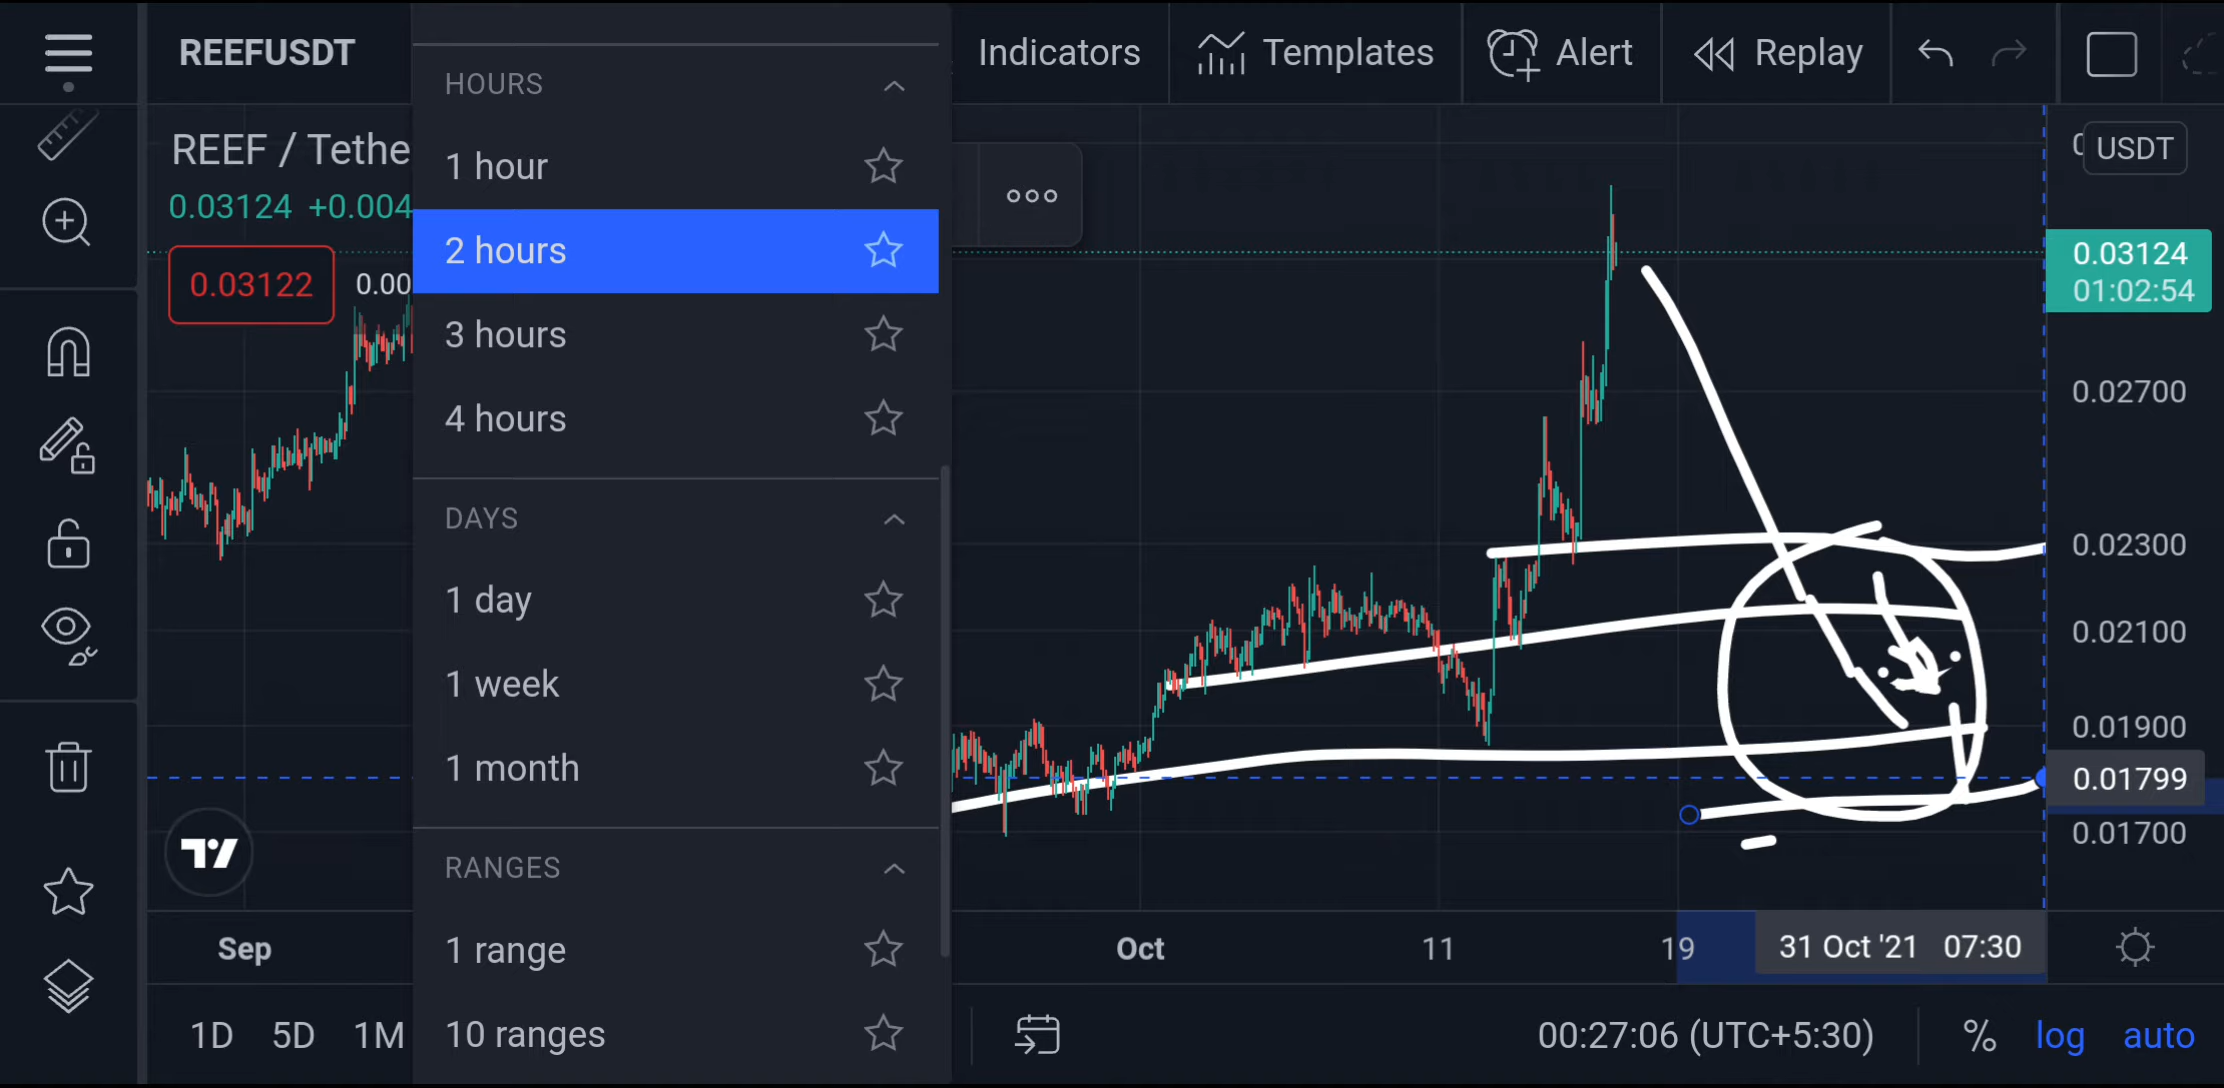 REEFUSDT
Indicators
Templates
Alert
Replay
REEF / Tethe
0.03124 +0.004
0.03122
0.00
HOURS
1 hour
2 hours
3 hours
4 hours
DAYS
1 day
1 week
1 month
RANGES
1 range
10 ranges
USDT
0.03124
01:02:54
0.02700
0.02300
0.02100
0.01900
0.01799
0.01700
Sep
Oct
11
19
31 Oct '21 07:30
1D 5D 1M
00:27:06 (UTC+5:30)
%
log
auto